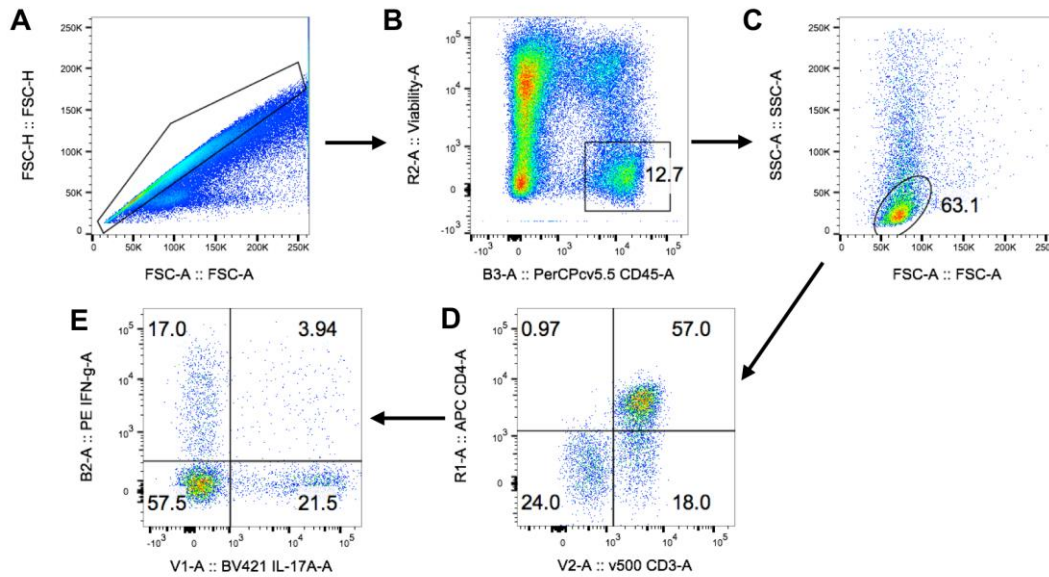 A
FSC-H :: FSC-H
250K
200K
150K
100K
50K
0
0 50K 100K 150K 200K 250K
FSC-A :: FSC-A
B
R2-A :: Viability-A
10^5
10^4
10^3
0
-10^3
12.7
-10^3 0 10^3 10^4 10^5
B3-A :: PerCPcv5.5 CD45-A
C
SSC-A :: SSC-A
250K
200K
150K
100K
50K
0
63.1
0 50K 100K 150K 200K 250K
FSC-A :: FSC-A
E
B2-A :: PE IFN-g-A
10^5
10^4
10^3
0
17.0 3.94
57.5 21.5
-10^3 0 10^3 10^4 10^5
V1-A :: BV421 IL-17A-A
D
R1-A :: APC CD4-A
10^5
10^4
10^3
0
0.97 57.0
24.0 18.0
-10^3 0 10^3 10^4 10^5
V2-A :: v500 CD3-A